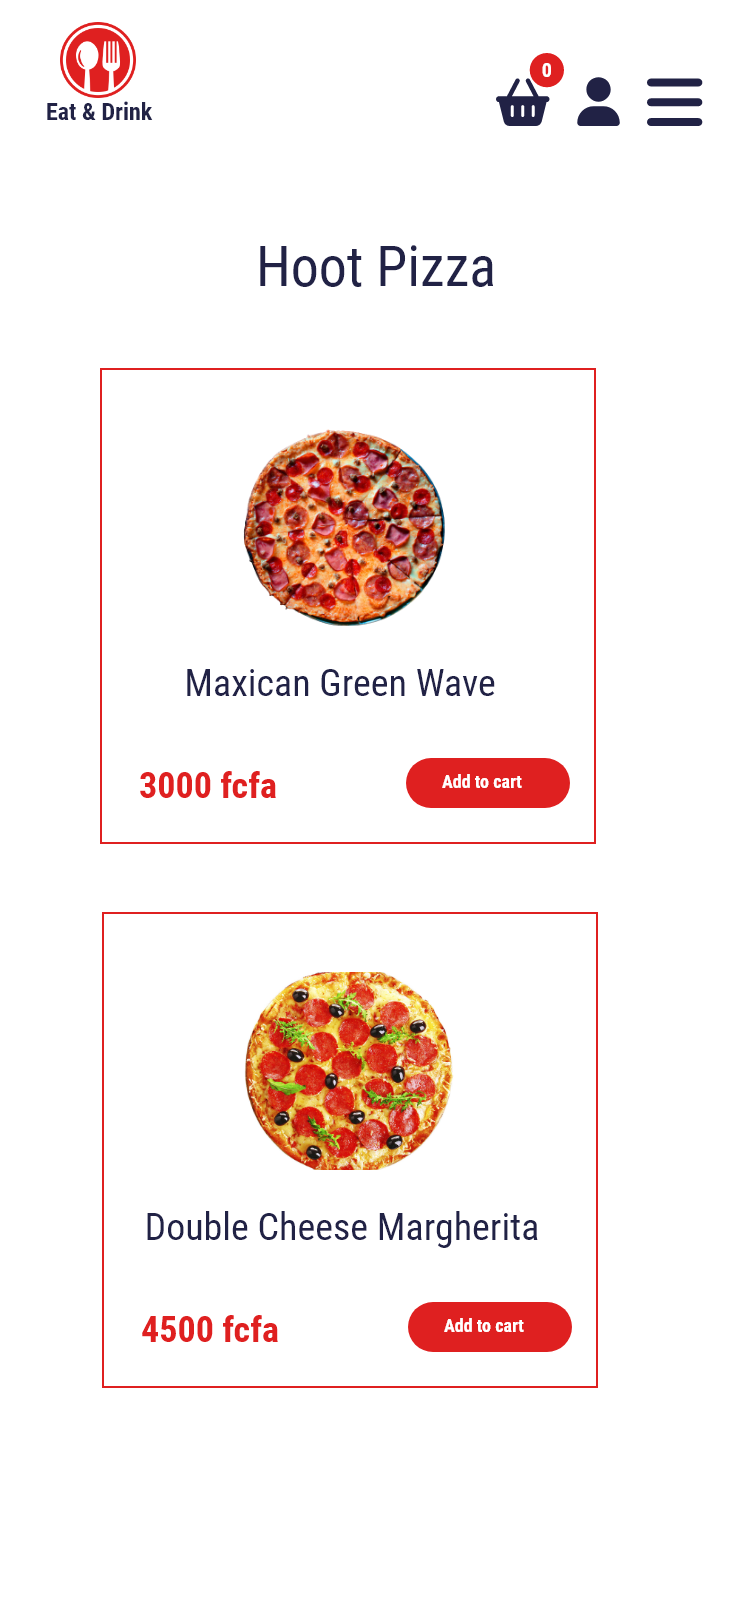 Eat & Drink
0
Hoot Pizza
Maxican Green Wave
3000 fcfa
Add to cart
Double Cheese Margherita
4500 fcfa
Add to cart